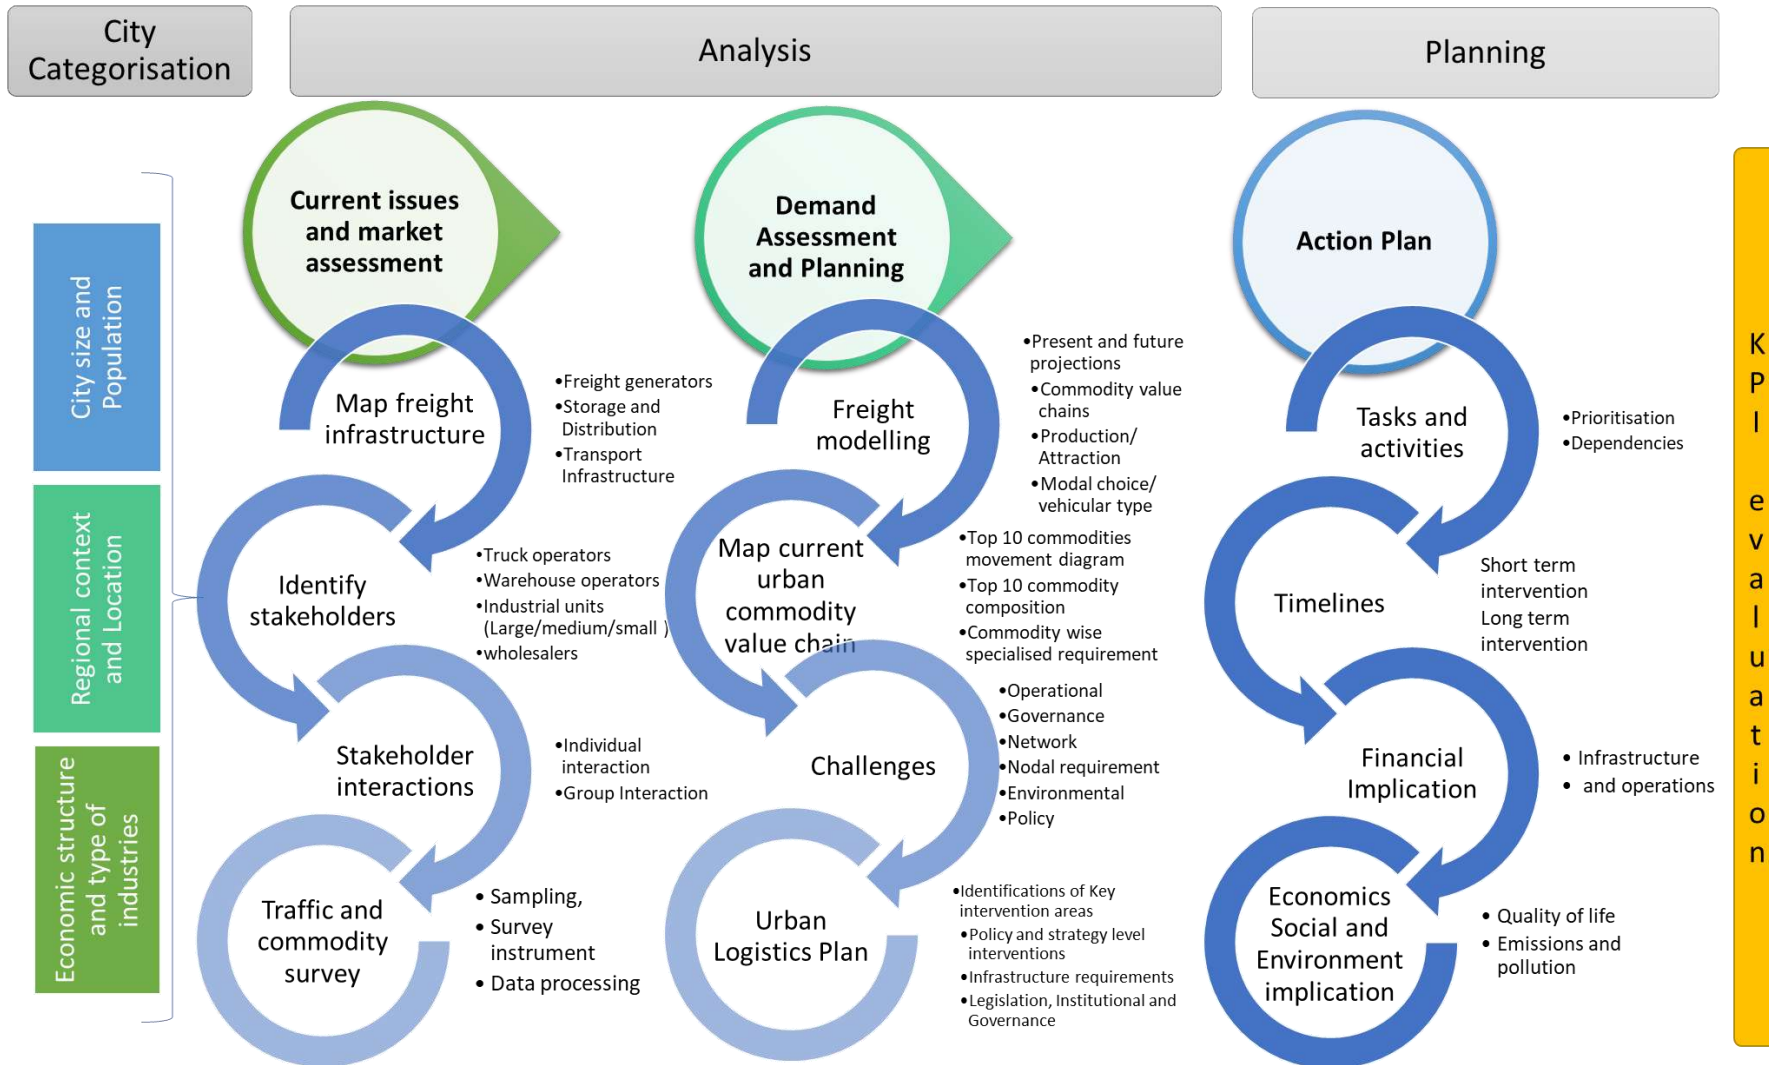 City
Categorisation
Analysis
Planning
City size and
Population
Regional context
and Location
Economic structure
and type of
industries
Current issues
and market
assessment
Map freight
infrastructure
•Freight generators
•Storage and
Distribution
•Transport
Infrastructure
Identify
stakeholders
•Truck operators
•Warehouse operators
•Industrial units
(Large/medium/small )
•wholesalers
Stakeholder
interactions
•Individual
interaction
•Group Interaction
Traffic and
commodity
survey
• Sampling,
• Survey
instrument
• Data processing
Demand
Assessment
and Planning
Freight
modelling
•Present and future
projections
•Commodity value
chains
•Production/
Attraction
•Modal choice/
vehicular type
Map current
urban
commodity
value chain
•Top 10 commodities
movement diagram
•Top 10 commodity
composition
•Commodity wise
specialised requirement
Challenges
•Operational
•Governance
•Network
•Nodal requirement
•Environmental
•Policy
Urban
Logistics Plan
•Identifications of Key
intervention areas
•Policy and strategy level
interventions
•Infrastructure requirements
•Legislation, Institutional and
Governance
Action Plan
Tasks and
activities
•Prioritisation
•Dependencies
Timelines
Short term
intervention
Long term
intervention
Financial
Implication
• Infrastructure
• and operations
Economics
Social and
Environment
implication
• Quality of life
• Emissions and
pollution
KPI evaluation